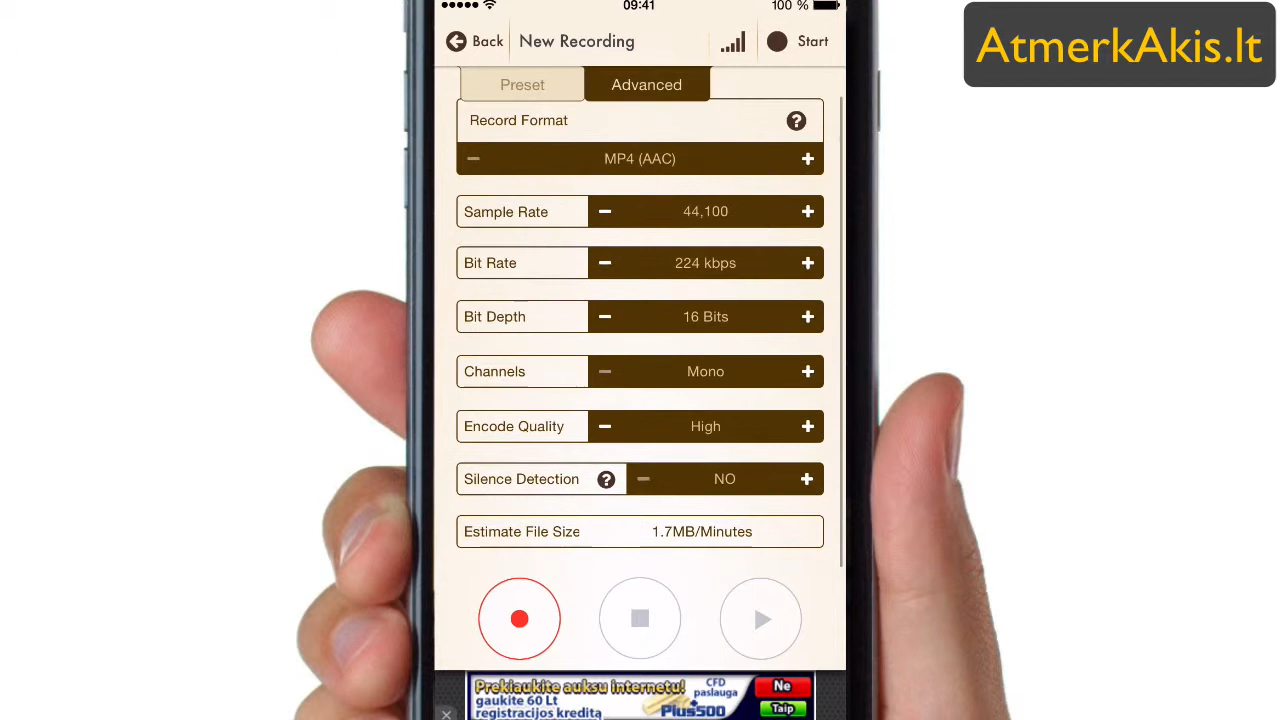 09:41
100 %
AtmerkAkis.lt
Back
New Recording
Start
Preset
Advanced
Record Format
?
MP4 (AAC)
Sample Rate
44,100
Bit Rate
224 kbps
Bit Depth
16 Bits
Channels
Mono
Encode Quality
High
Silence Detection
?
NO
Estimate File Size
1.7MB/Minutes
Prekiaukite auksu internetu!
gaukite 60 Lt
registracijos kreditą
CFD
paslauga
Plus500
Ne
Taip